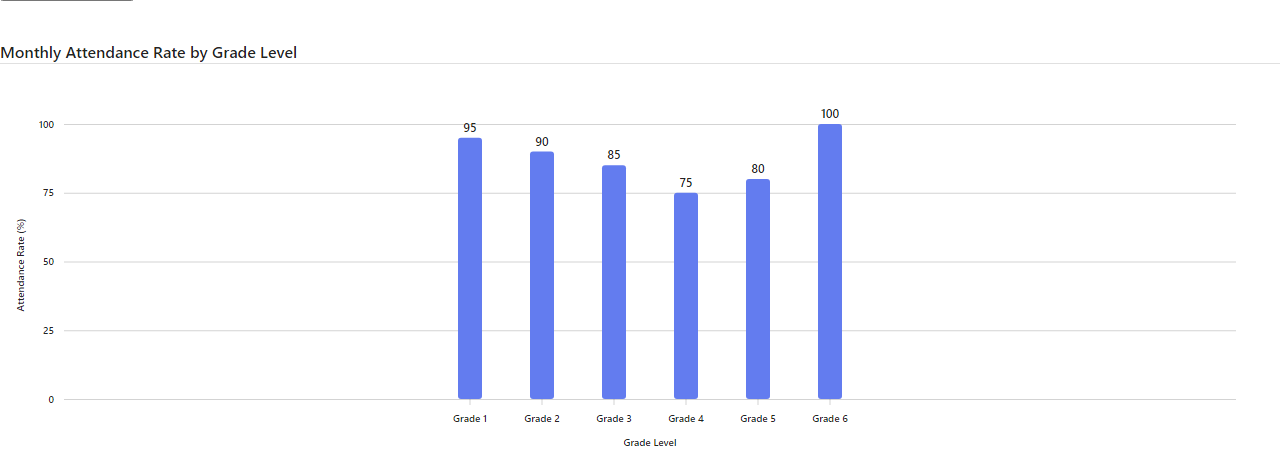 Monthly Attendance Rate by Grade Level
100
75
50
25
0
Attendance Rate (%)
95
90
85
75
80
100
Grade 1
Grade 2
Grade 3
Grade 4
Grade 5
Grade 6
Grade Level